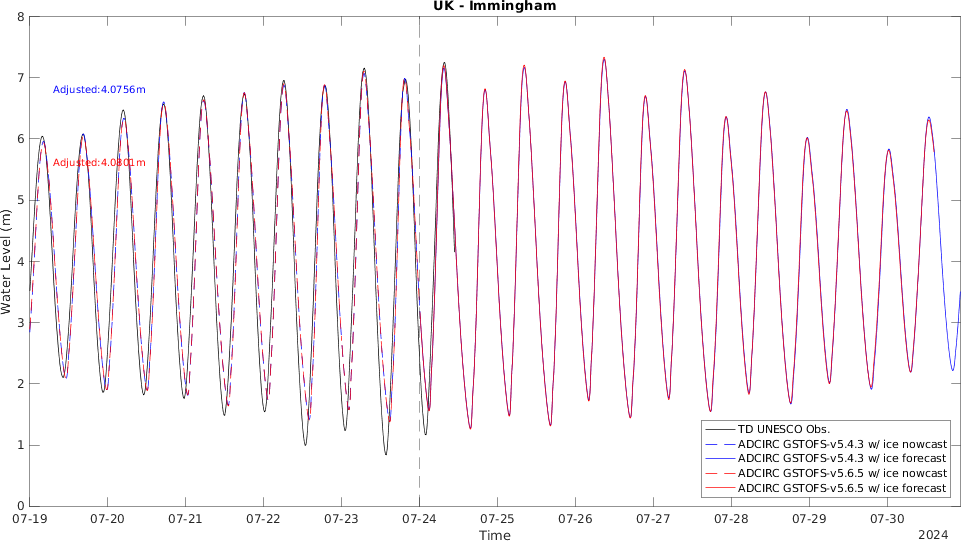 UK - Immingham
8
7
6
5
4
3
2
1
0
Water Level (m)
Adjusted:4.0756m
Adjusted:4.0301m
TD UNESCO Obs.
ADCIRC GSTOFS-v5.4.3 w/ ice nowcast
ADCIRC GSTOFS-v5.4.3 w/ ice forecast
ADCIRC GSTOFS-v5.6.5 w/ ice nowcast
ADCIRC GSTOFS-v5.6.5 w/ ice forecast
07-19 07-20 07-21 07-22 07-23 07-24 07-25 07-26 07-27 07-28 07-29 07-30
Time
2024